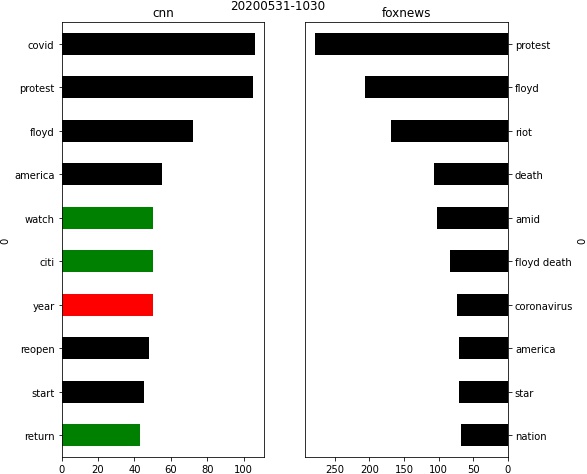 20200531-1030
cnn
foxnews
covid
protest
floyd
america
watch
citi
year
reopen
start
return
0
0 20 40 60 80 100
protest
floyd
riot
death
amid
floyd death
coronavirus
america
star
nation
0
250 200 150 100 50 0